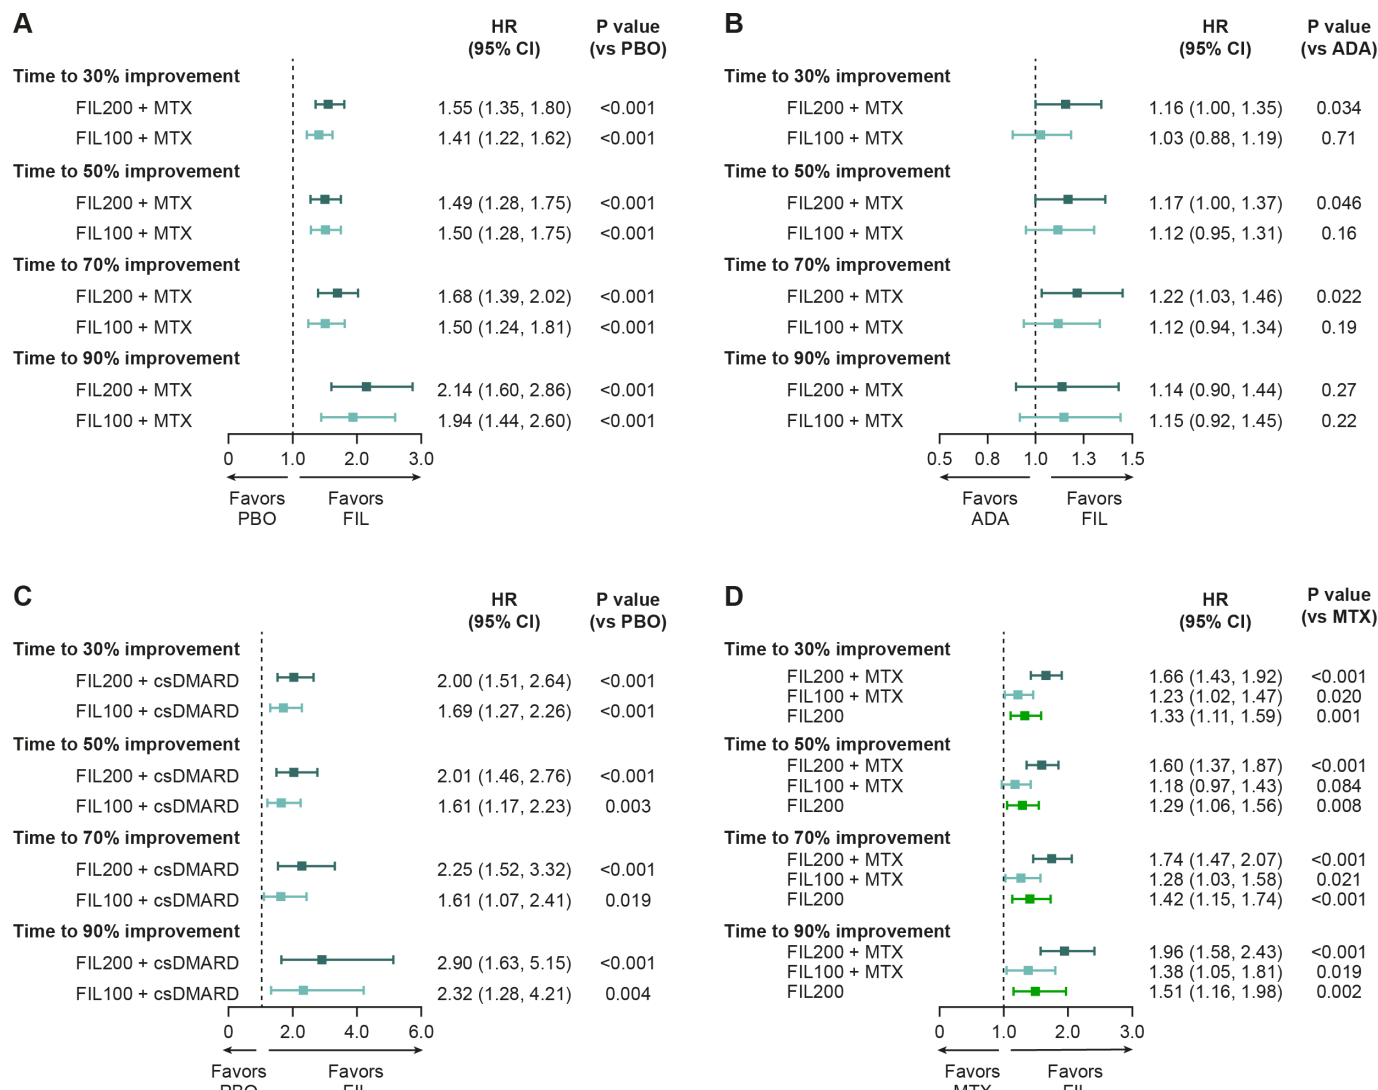 A
HR P value
(95% CI) (vs PBO)
Time to 30% improvement
FIL200 + MTX 1.55 (1.35, 1.80) <0.001
FIL100 + MTX 1.41 (1.22, 1.62) <0.001
Time to 50% improvement
FIL200 + MTX 1.49 (1.28, 1.75) <0.001
FIL100 + MTX 1.50 (1.28, 1.75) <0.001
Time to 70% improvement
FIL200 + MTX 1.68 (1.39, 2.02) <0.001
FIL100 + MTX 1.50 (1.24, 1.81) <0.001
Time to 90% improvement
FIL200 + MTX 2.14 (1.60, 2.86) <0.001
FIL100 + MTX 1.94 (1.44, 2.60) <0.001
0 1.0 2.0 3.0
Favors Favors
PBO FIL
B
HR P value
(95% CI) (vs ADA)
Time to 30% improvement
FIL200 + MTX 1.16 (1.00, 1.35) 0.034
FIL100 + MTX 1.03 (0.88, 1.19) 0.71
Time to 50% improvement
FIL200 + MTX 1.17 (1.00, 1.37) 0.046
FIL100 + MTX 1.12 (0.95, 1.31) 0.16
Time to 70% improvement
FIL200 + MTX 1.22 (1.03, 1.46) 0.022
FIL100 + MTX 1.12 (0.94, 1.34) 0.19
Time to 90% improvement
FIL200 + MTX 1.14 (0.90, 1.44) 0.27
FIL100 + MTX 1.15 (0.92, 1.45) 0.22
0.5 0.8 1.0 1.3 1.5
Favors Favors
ADA FIL
C
HR P value
(95% CI) (vs PBO)
Time to 30% improvement
FIL200 + csDMARD 2.00 (1.51, 2.64) <0.001
FIL100 + csDMARD 1.69 (1.27, 2.26) <0.001
Time to 50% improvement
FIL200 + csDMARD 2.01 (1.46, 2.76) <0.001
FIL100 + csDMARD 1.61 (1.17, 2.23) 0.003
Time to 70% improvement
FIL200 + csDMARD 2.25 (1.52, 3.32) <0.001
FIL100 + csDMARD 1.61 (1.07, 2.41) 0.019
Time to 90% improvement
FIL200 + csDMARD 2.90 (1.63, 5.15) <0.001
FIL100 + csDMARD 2.32 (1.28, 4.21) 0.004
0 2.0 4.0 6.0
Favors Favors
PBO FIL
D
HR P value
(95% CI) (vs MTX)
Time to 30% improvement
FIL200 + MTX 1.66 (1.43, 1.92) <0.001
FIL100 + MTX 1.23 (1.02, 1.47) 0.020
FIL200 1.33 (1.11, 1.59) 0.001
Time to 50% improvement
FIL200 + MTX 1.60 (1.37, 1.87) <0.001
FIL100 + MTX 1.18 (0.97, 1.43) 0.084
FIL200 1.29 (1.06, 1.56) 0.008
Time to 70% improvement
FIL200 + MTX 1.74 (1.47, 2.07) <0.001
FIL100 + MTX 1.28 (1.03, 1.58) 0.021
FIL200 1.42 (1.15, 1.74) <0.001
Time to 90% improvement
FIL200 + MTX 1.96 (1.58, 2.43) <0.001
FIL100 + MTX 1.38 (1.05, 1.81) 0.019
FIL200 1.51 (1.16, 1.98) 0.002
0 1.0 2.0 3.0
Favors Favors
MTX FIL